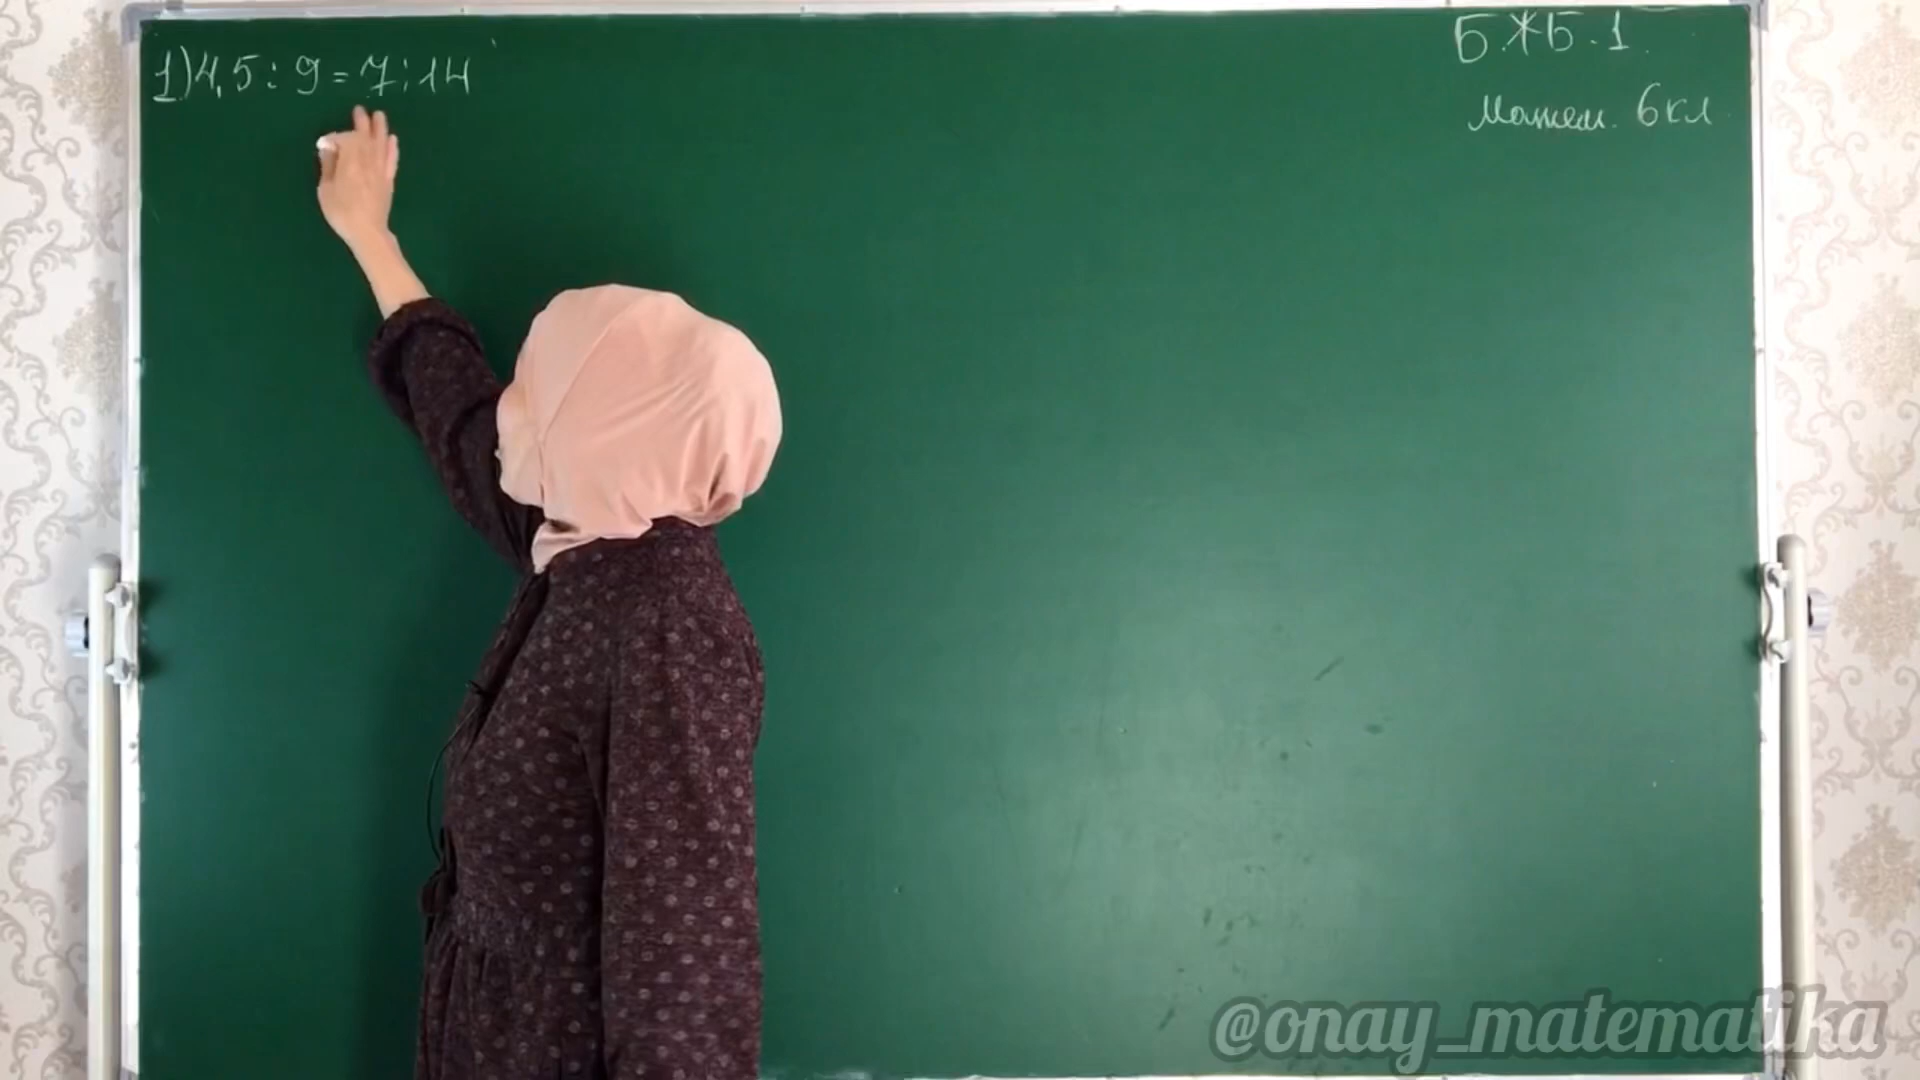 1) 4,5 : 9 = 7 : 14
БЖБ.1.
Матем. 6кл
@onay_matematika